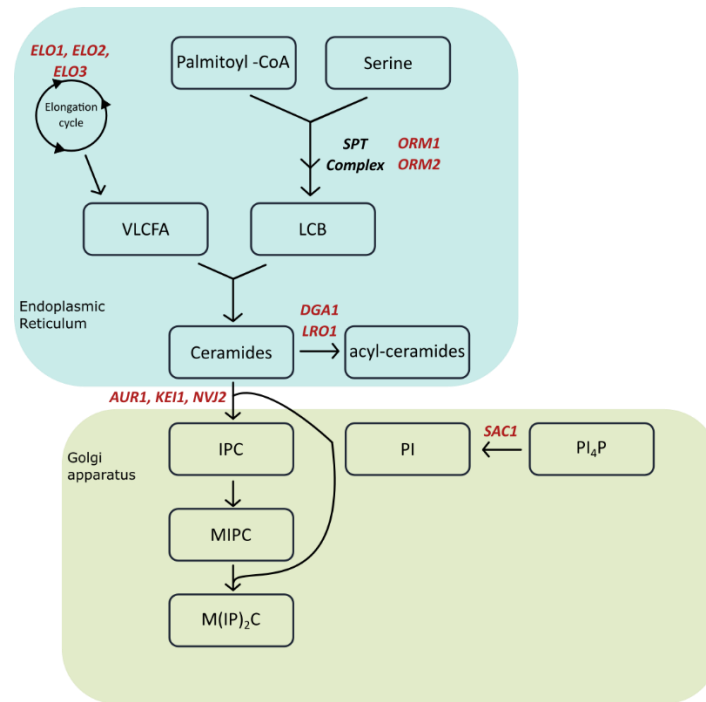 ELO1, ELO2,
ELO3
Elongation
cycle
Palmitoyl -CoA
Serine
SPT
Complex
ORM1
ORM2
VLCFA
LCB
Endoplasmic
Reticulum
DGA1
LRO1
Ceramides
acyl-ceramides
AUR1, KEI1, NVJ2
Golgi
apparatus
IPC
PI
SAC1
PI₄P
MIPC
M(IP)₂C